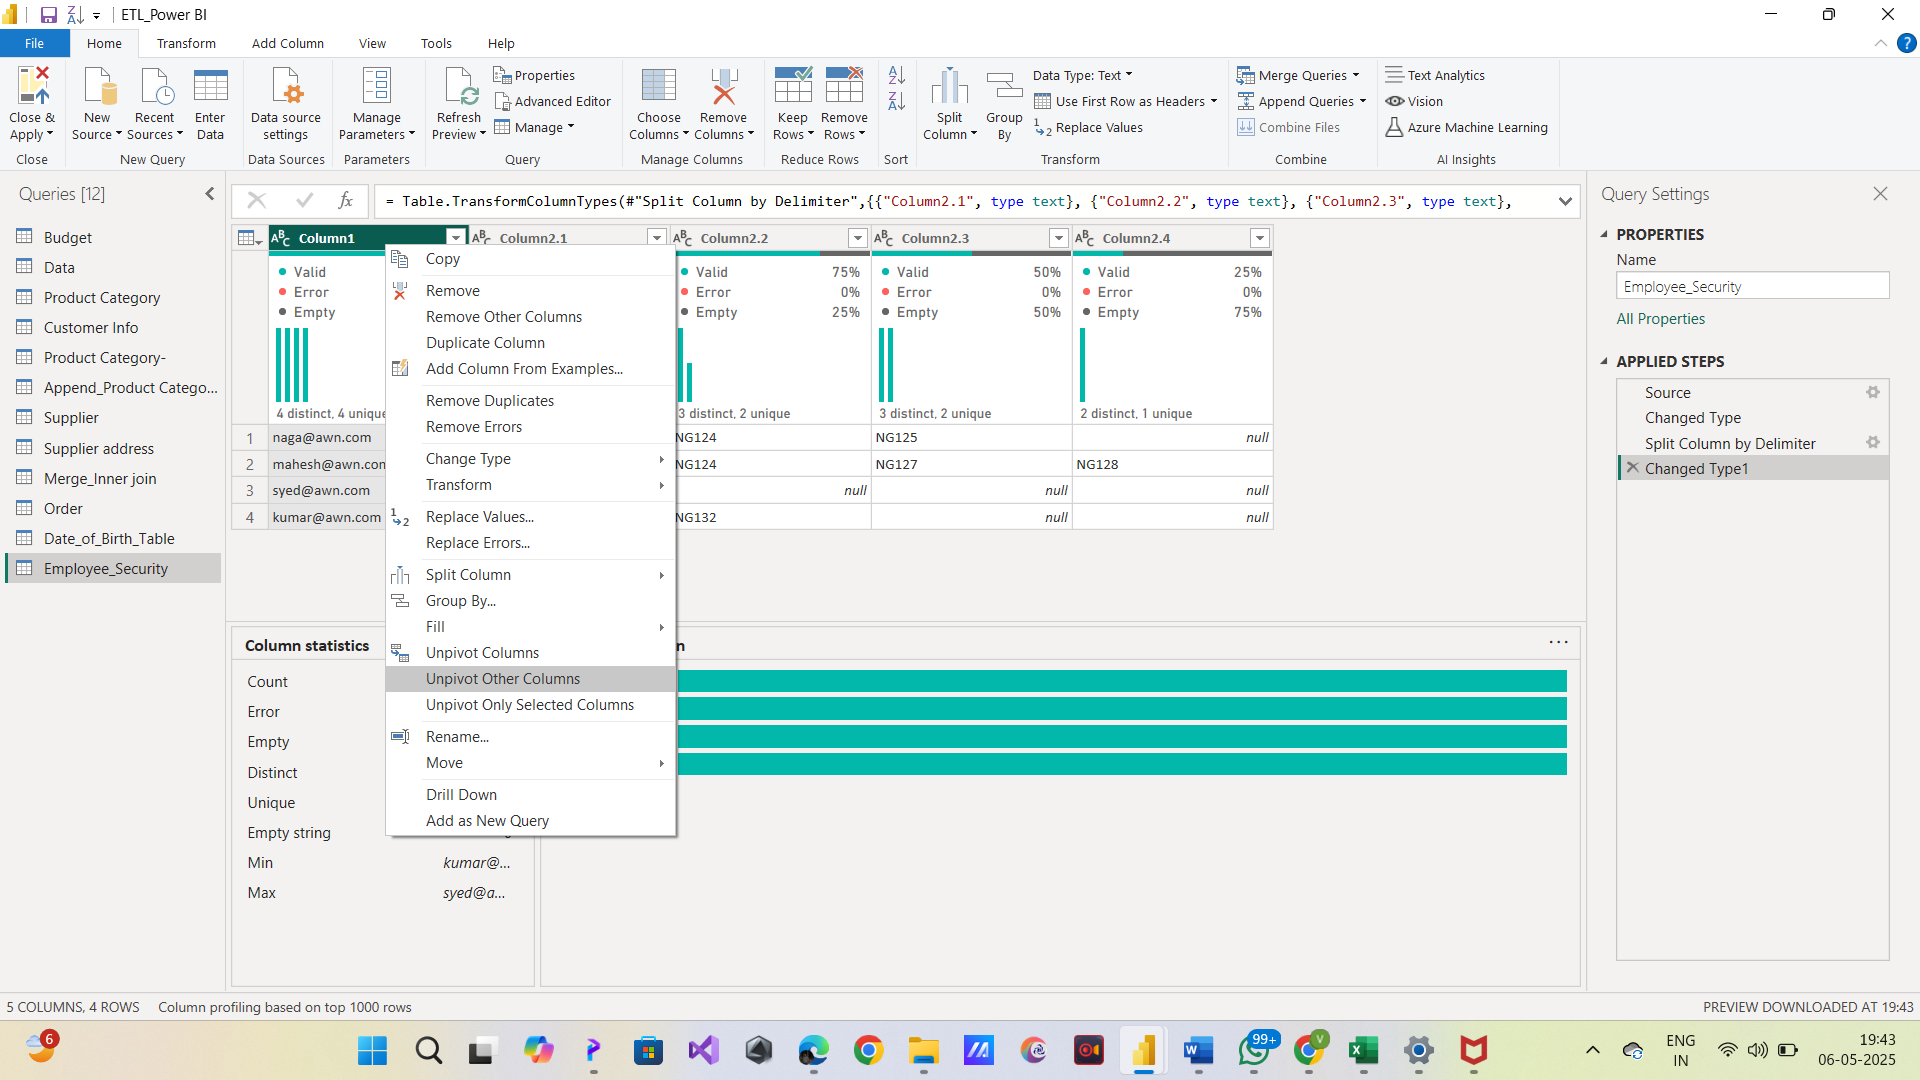 ETL_Power BI
File Home Transform Add Column View Tools Help
Close & Apply
New Source
Recent Sources
Enter Data
Data source settings
Manage Parameters
Refresh Preview
Properties
Advanced Editor
Manage
Choose Columns
Remove Columns
Keep Rows
Remove Rows
Split Column
Group By
Data Type: Text
Use First Row as Headers
Replace Values
Merge Queries
Append Queries
Combine Files
Text Analytics
Vision
Azure Machine Learning
Close New Query Data Sources Parameters Query Manage Columns Reduce Rows Sort Transform Combine AI Insights
Queries [12]
Budget
Data
Product Category
Customer Info
Product Category-
Append_Product Catego...
Supplier
Supplier address
Merge_Inner join
Order
Date_of_Birth_Table
Employee_Security
fx = Table.TransformColumnTypes(#"Split Column by Delimiter",{{"Column2.1", type text}, {"Column2.2", type text}, {"Column2.3", type text},
Column1 Column2.1 Column2.2 Column2.3 Column2.4
Valid Valid 75% Valid 50% Valid 25%
Error Error 0% Error 0% Error 0%
Empty Empty 25% Empty 50% Empty 75%
4 distinct, 4 unique 3 distinct, 2 unique 3 distinct, 2 unique 2 distinct, 1 unique
1 naga@awn.com NG124 NG125 null
2 mahesh@awn.com NG124 NG127 NG128
3 syed@awn.com null null null
4 kumar@awn.com NG132 null null
Copy
Remove
Remove Other Columns
Duplicate Column
Add Column From Examples...
Remove Duplicates
Remove Errors
Change Type
Transform
Replace Values...
Replace Errors...
Split Column
Group By...
Fill
Unpivot Columns
Unpivot Other Columns
Unpivot Only Selected Columns
Rename...
Move
Drill Down
Add as New Query
Column statistics
Count
Error
Empty
Distinct
Unique
Empty string
Min kumar@...
Max syed@a...
n
Query Settings
PROPERTIES
Name
Employee_Security
All Properties
APPLIED STEPS
Source
Changed Type
Split Column by Delimiter
Changed Type1
5 COLUMNS, 4 ROWS Column profiling based on top 1000 rows PREVIEW DOWNLOADED AT 19:43
6
99+
V
ENG
IN
19:43
06-05-2025